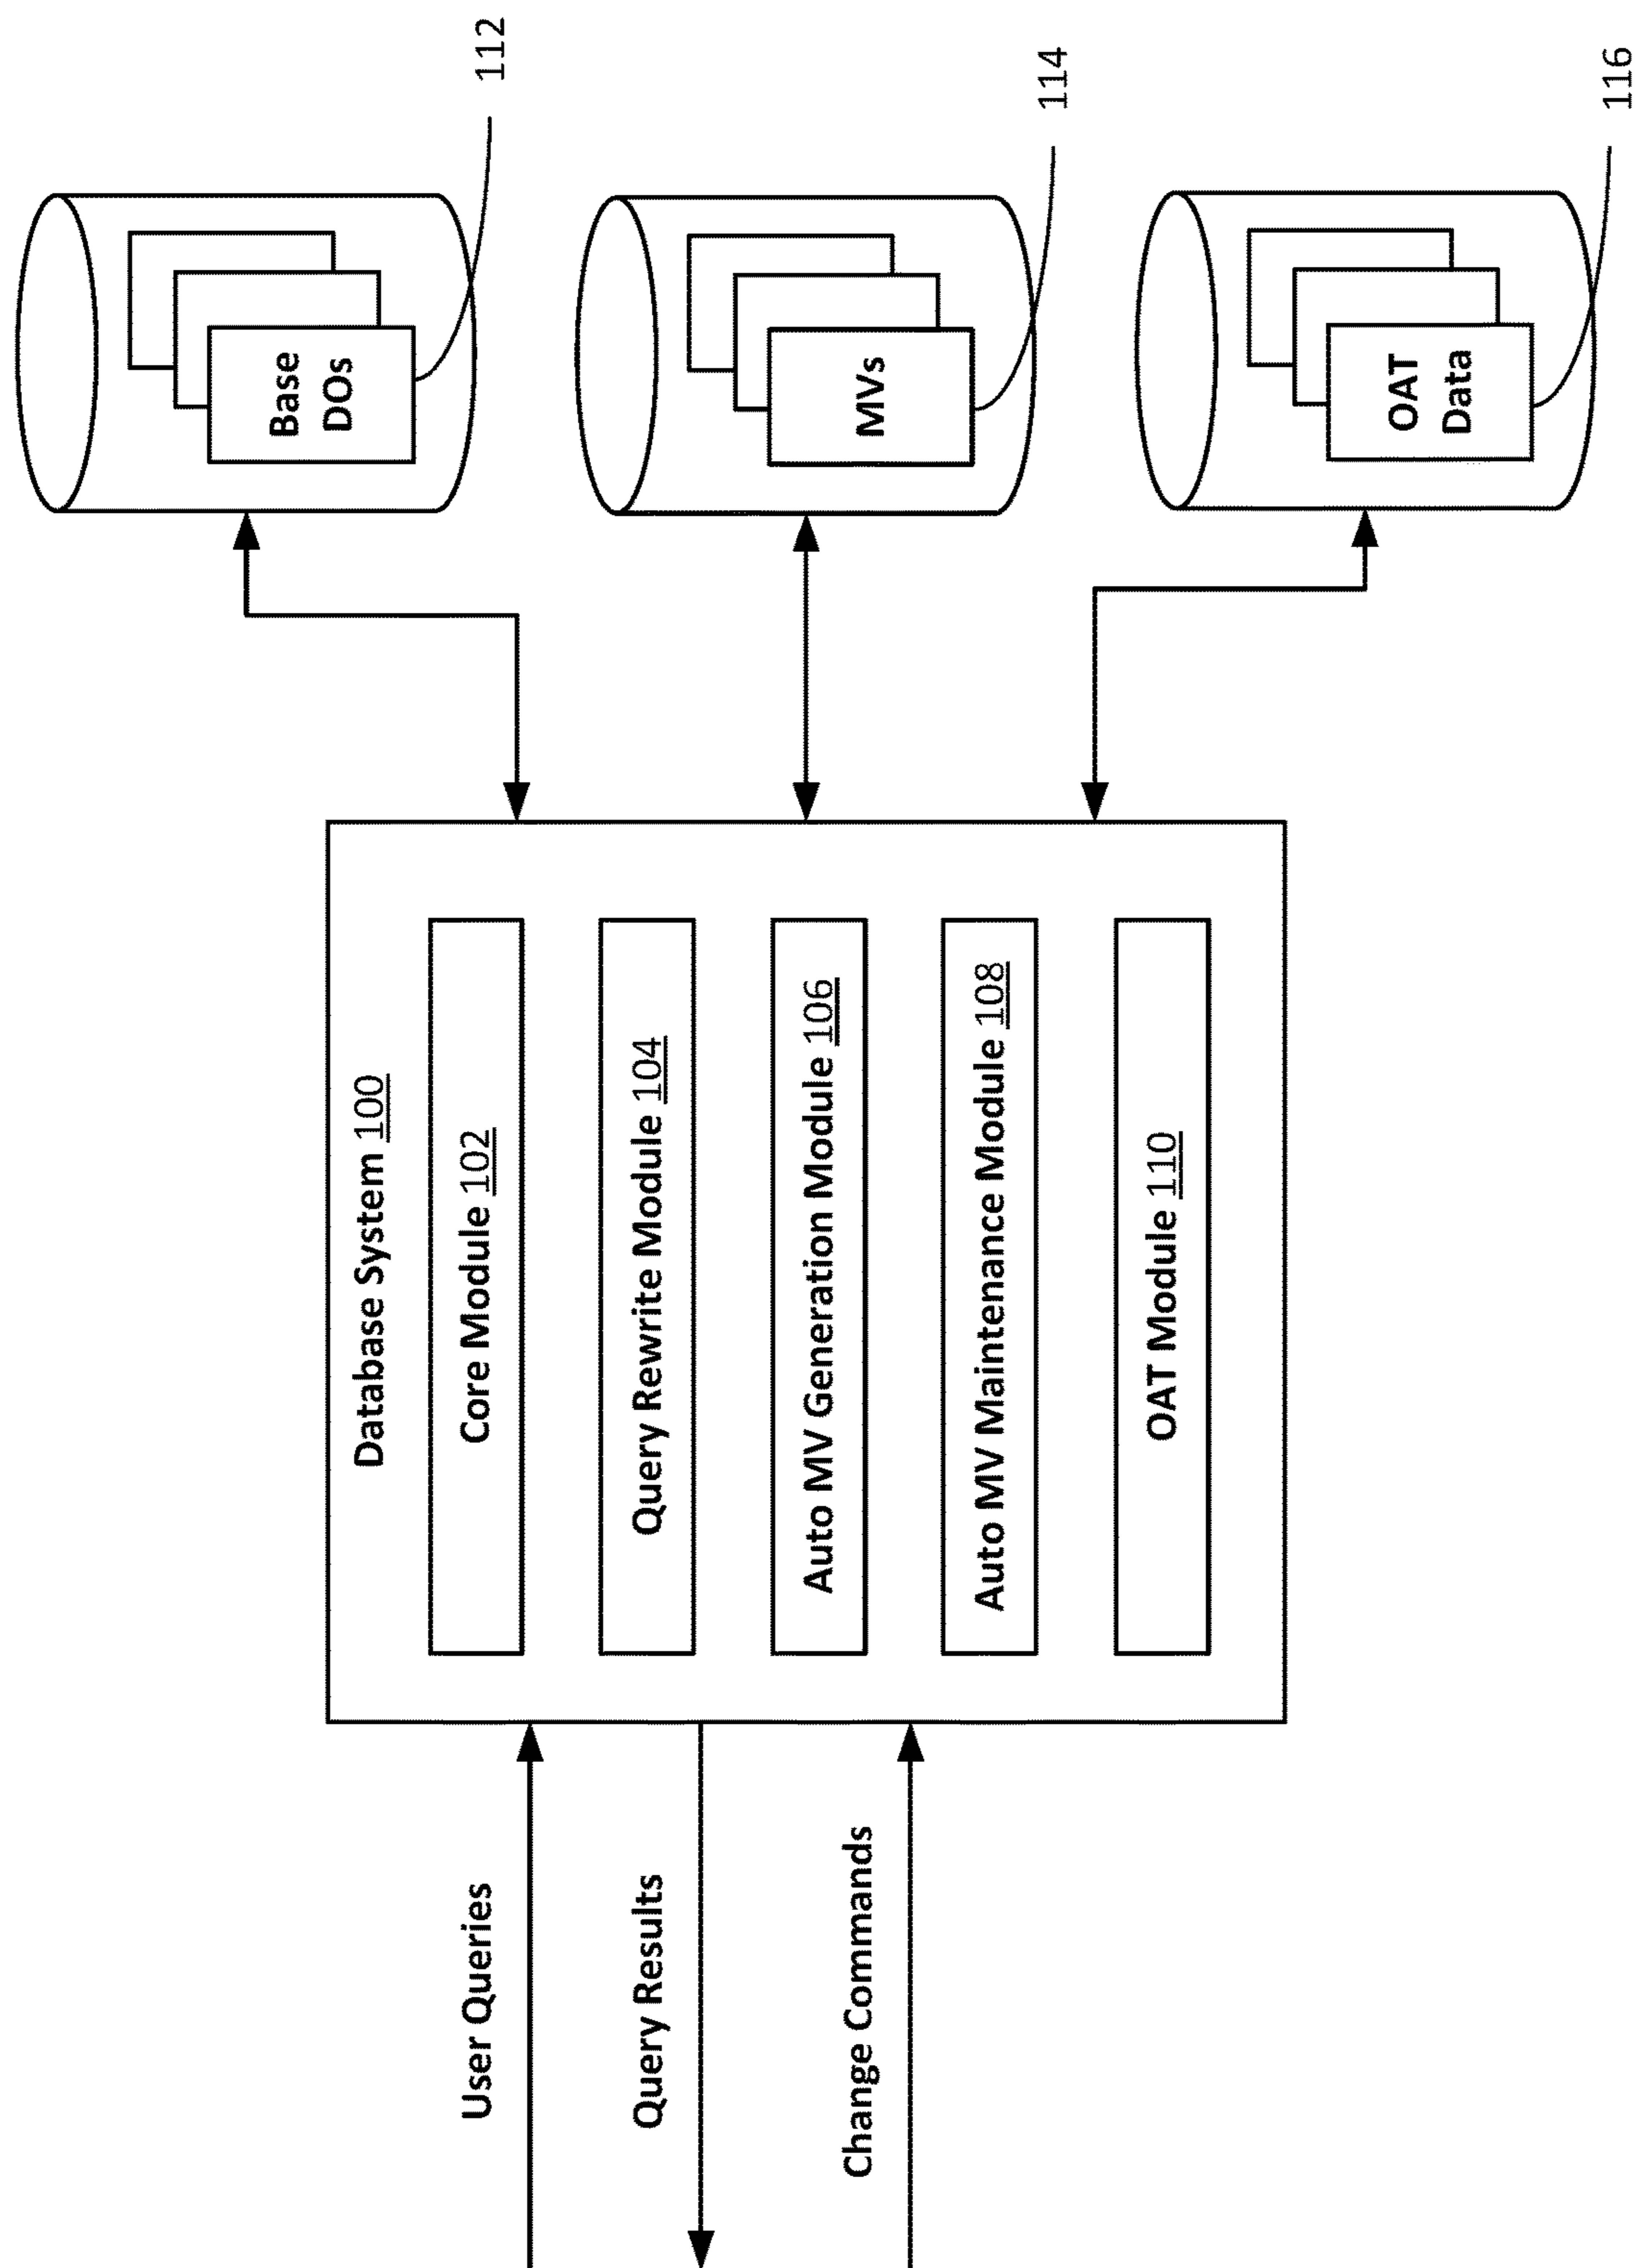 User Queries
Query Results
Change Commands
Database System 100
Core Module 102
Query Rewrite Module 104
Auto MV Generation Module 106
Auto MV Maintenance Module 108
OAT Module 110
Base
DOs
112
MVs
114
OAT
Data
116